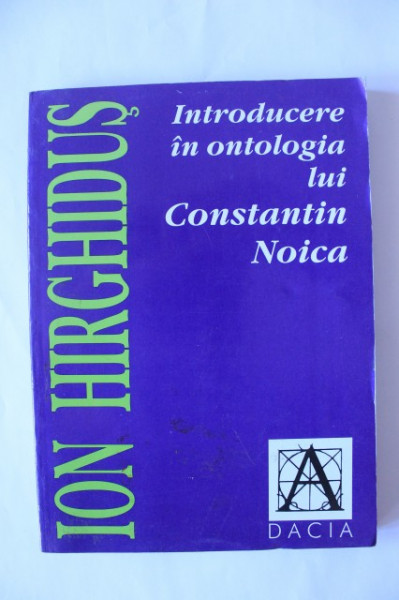 ION HIRGHIDUŞ
Introducere
în ontologia
lui
Constantin
Noica
A
DACIA